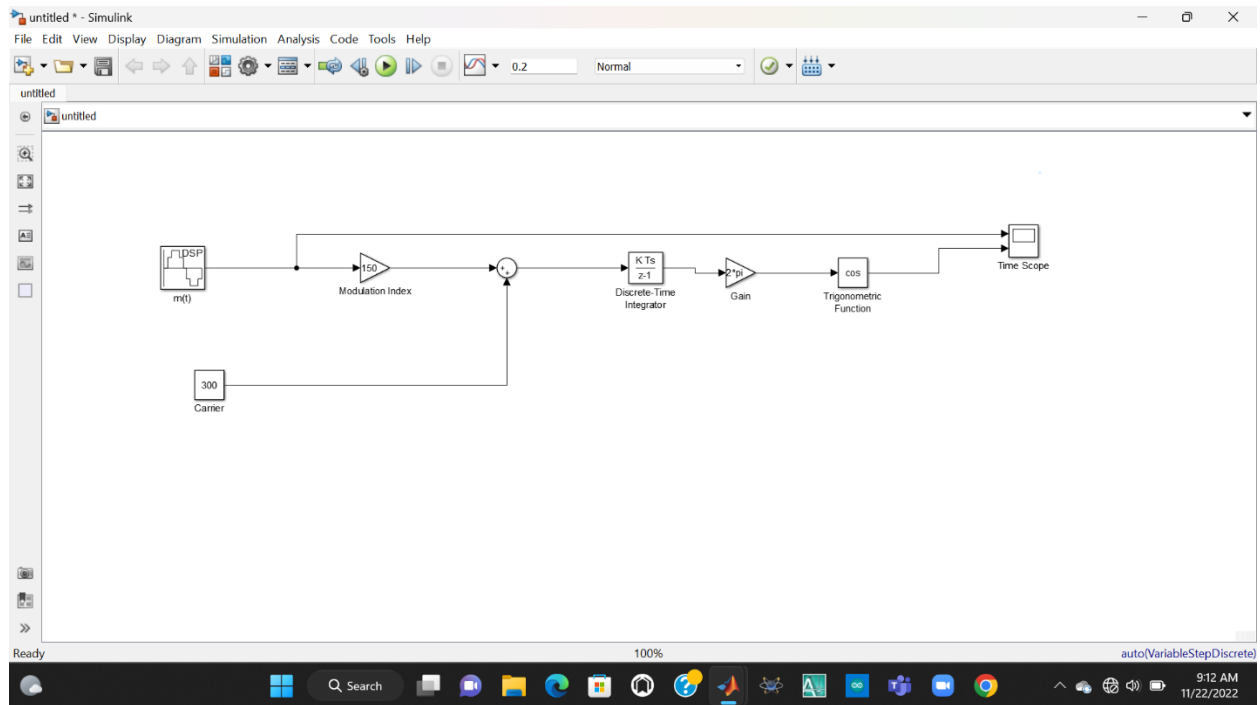 untitled * - Simulink
File Edit View Display Diagram Simulation Analysis Code Tools Help
0.2 Normal
untitled
untitled
DSP
m(t)
150
Modulation Index
+
+
K Ts
z-1
Discrete-Time
Integrator
2*pi
Gain
cos
Trigonometric
Function
Time Scope
300
Carrier
Ready 100% auto(VariableStepDiscrete)
Search
9:12 AM
11/22/2022